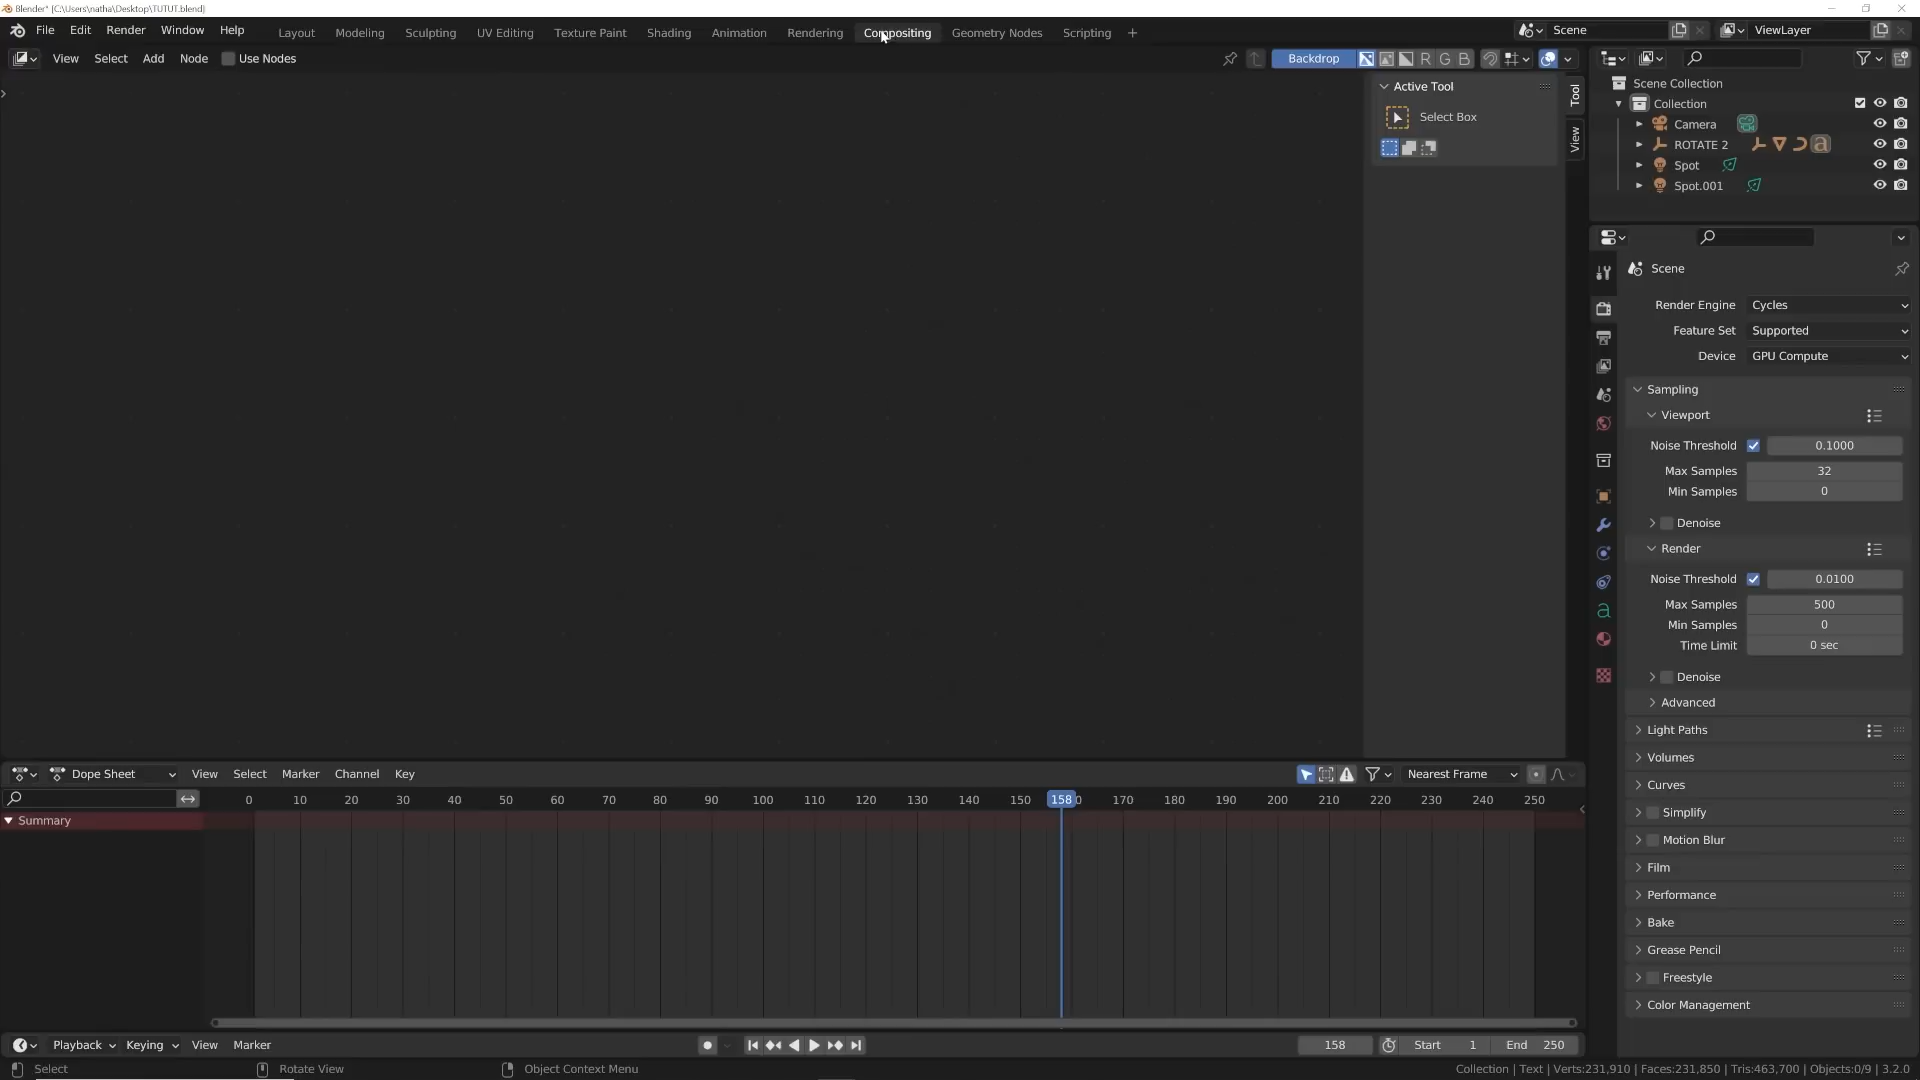 Blender* [C:\Users\natha\Desktop\TUTUT.blend]
File Edit Render Window Help Layout Modeling Sculpting UV Editing Texture Paint Shading Animation Rendering Compositing Geometry Nodes Scripting + Scene ViewLayer
View Select Add Node Use Nodes Backdrop R G B
Active Tool
Select Box
Tool
View
Scene Collection
Collection
Camera
ROTATE 2
Spot
Spot.001
Scene
Render Engine Cycles
Feature Set Supported
Device GPU Compute
Sampling
Viewport
Noise Threshold 0.1000
Max Samples 32
Min Samples 0
Denoise
Render
Noise Threshold 0.0100
Max Samples 500
Min Samples 0
Time Limit 0 sec
Denoise
Advanced
Light Paths
Volumes
Curves
Simplify
Motion Blur
Film
Performance
Bake
Grease Pencil
Freestyle
Color Management
Dope Sheet View Select Marker Channel Key Nearest Frame
0 10 20 30 40 50 60 70 80 90 100 110 120 130 140 150 158 170 180 190 200 210 220 230 240 250
Summary
Playback Keying View Marker 158 Start 1 End 250
Select Rotate View Object Context Menu Collection | Text | Verts:231,910 | Faces:231,850 | Tris:463,700 | Objects:0/9 | 3.2.0